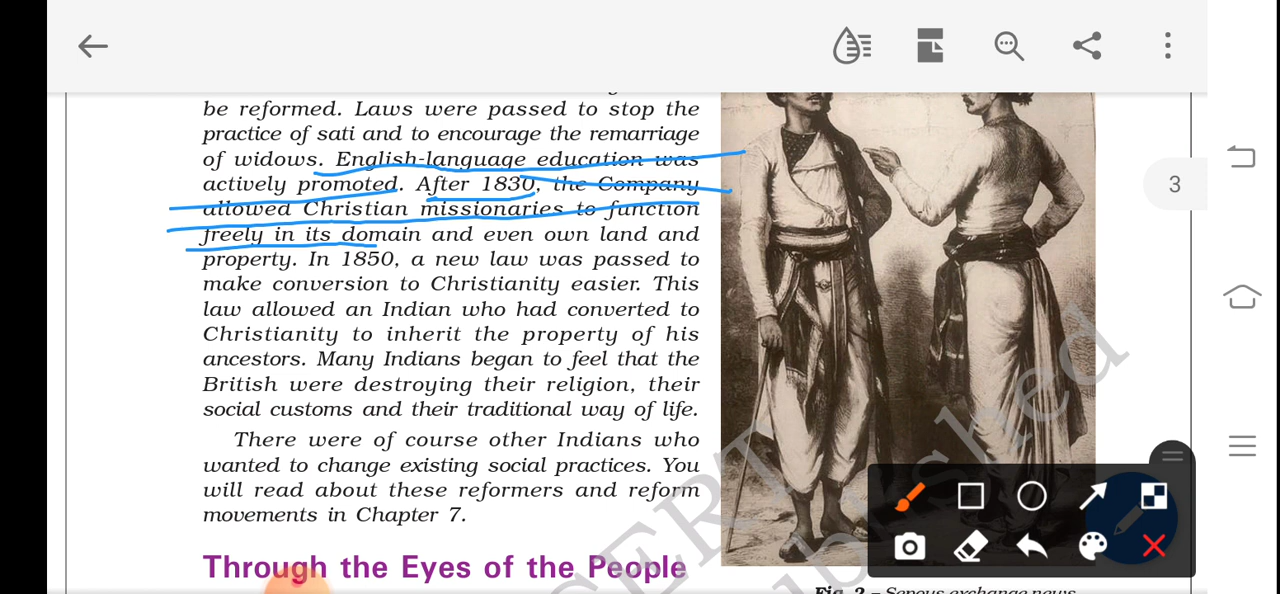 be reformed. Laws were passed to stop the
practice of sati and to encourage the remarriage
of widows. English-language education was
actively promoted. After 1830, the Company
allowed Christian missionaries to function
freely in its domain and even own land and
property. In 1850, a new law was passed to
make conversion to Christianity easier. This
law allowed an Indian who had converted to
Christianity to inherit the property of his
ancestors. Many Indians began to feel that the
British were destroying their religion, their
social customs and their traditional way of life.
There were of course other Indians who
wanted to change existing social practices. You
will read about these reformers and reform
movements in Chapter 7.
Through the Eyes of the People
Fig. 2 – Sepoys exchange news
3